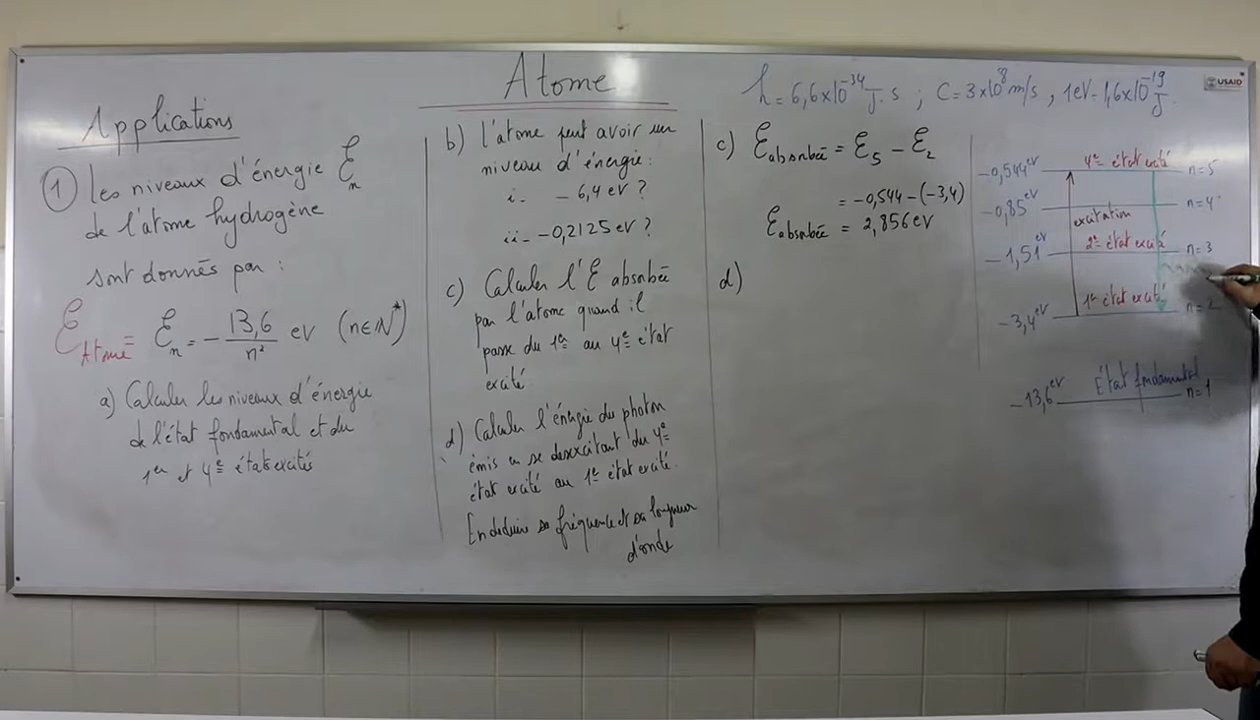 Atome
h = 6,6 × 10⁻³⁴ J.s ; C = 3 × 10⁸ m/s , 1ev = 1,6 × 10⁻¹⁹ J.
USAID
Applications
① les niveaux d'énergie Eₙ
de l'atome hydrogène
sont donnés par :
E Atome = Eₙ = - 13,6 / n² ev (n ∈ N*)
a) Calculer les niveaux d'énergie
de l'état fondamental et du
1er et 4e états excités
b) l'atome peut avoir un
niveau d'énergie :
i - - 6,4 ev ?
ii - - 0,2125 ev ?
c) Calculer l'E absorbée
par l'atome quand il
passe du 1er au 4e état
excité.
d) Calculer l'énergie du photon
émis en se desexcitant du 4e
état excité au 1er état excité.
En déduire sa fréquence et sa longueur
d'onde
c) E absorbée = E₅ - E₂
= - 0,544 - (-3,4)
E absorbée = 2,856 ev
d)
-0,544 ev 4e état excité n = 5
-0,85 ev n = 4
excitation
-1,51 ev 2e état excité n = 3
-3,4 ev 1er état excité n = 2
-13,6 ev État fondamental n = 1